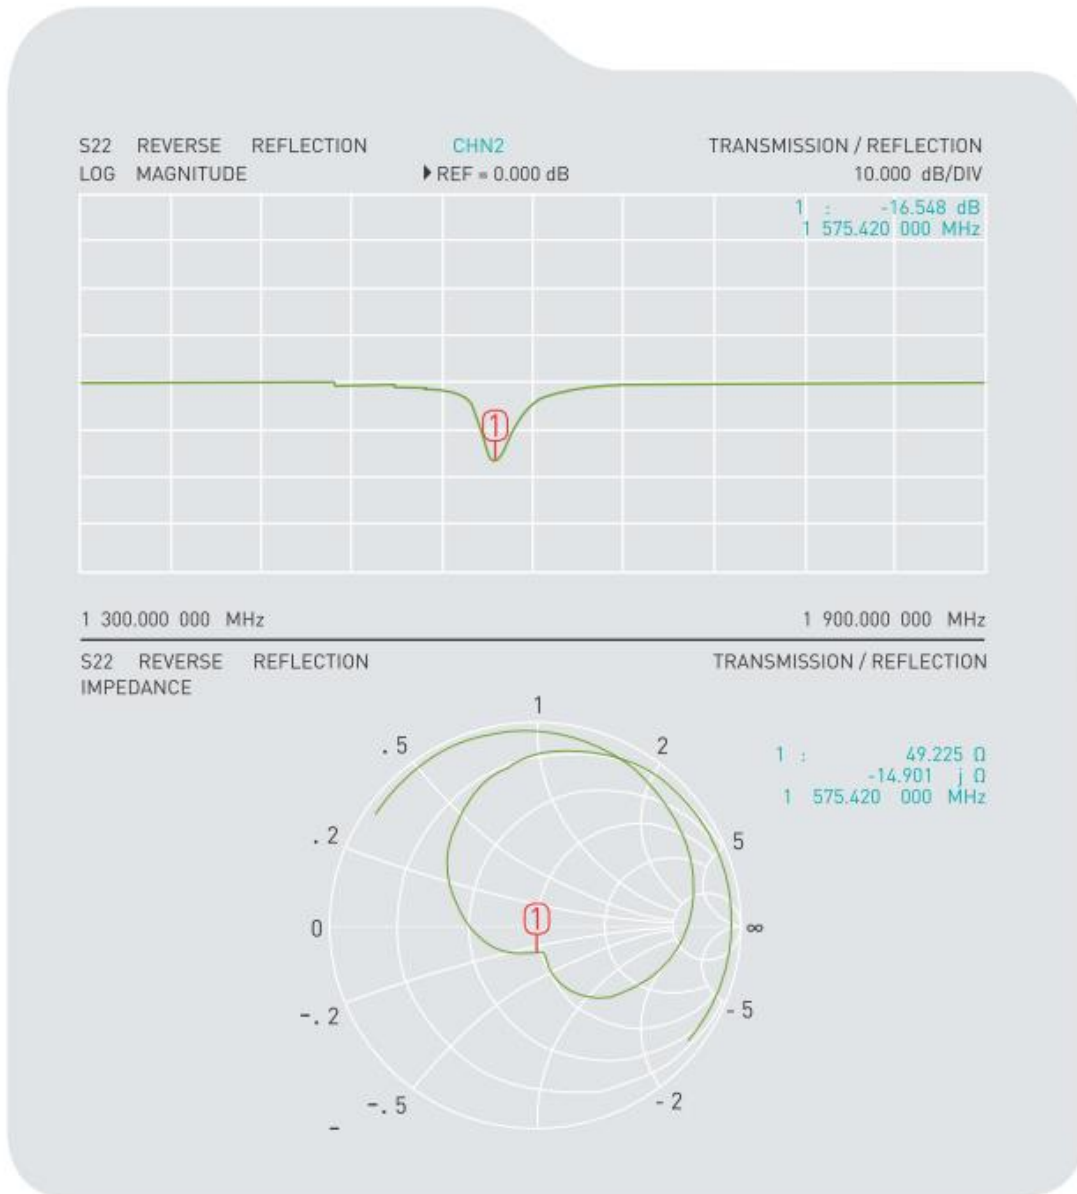 S22 REVERSE REFLECTION CHN2 TRANSMISSION / REFLECTION
LOG MAGNITUDE ▶REF = 0.000 dB 10.000 dB/DIV
1 : -16.548 dB
1 575.420 000 MHz
1
1 300.000 000 MHz 1 900.000 000 MHz
S22 REVERSE REFLECTION TRANSMISSION / REFLECTION
IMPEDANCE
1
.5 2
1 : 49.225 Ω
-14.901 j Ω
1 575.420 000 MHz
.2 5
1
0 ∞
-.2 -5
-.5 -2
-